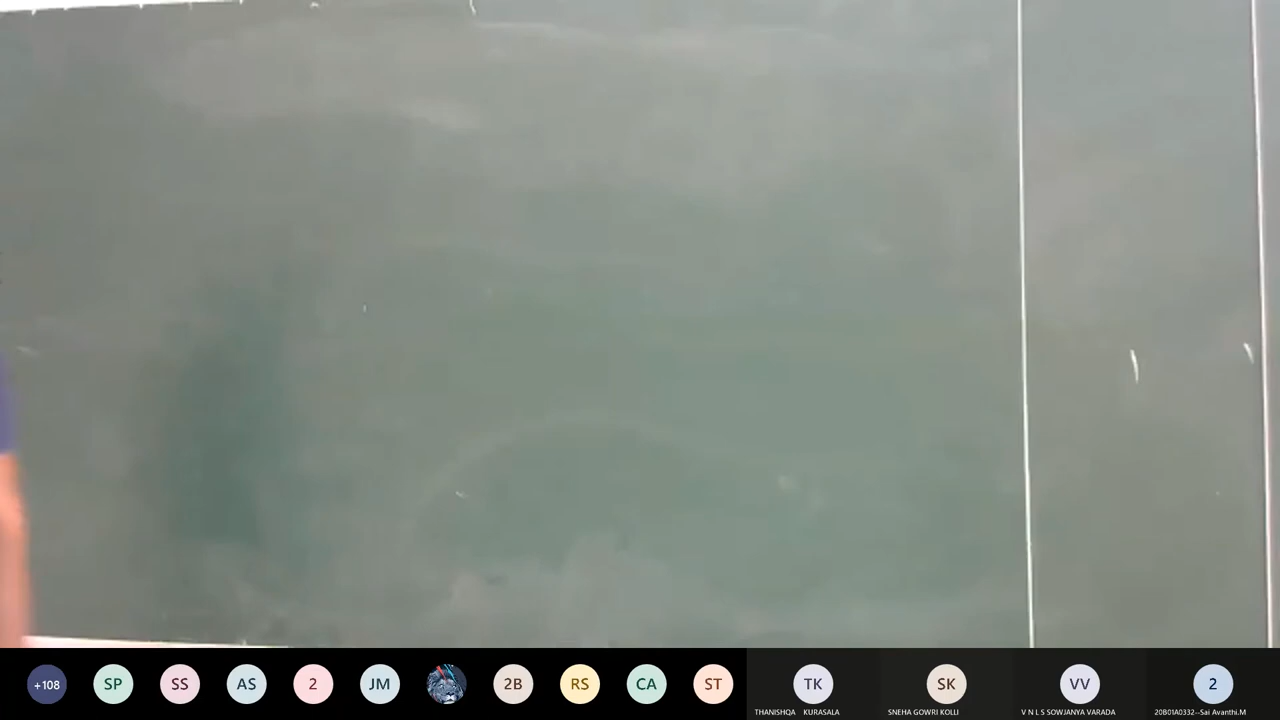 +108 SP SS AS 2 JM 2B RS CA ST TK SK VV 2
THANISHQA KURASALA SNEHA GOWRI KOLLI V N L S SOWJANYA VARADA 20B01A0332--Sai Avanthi.M